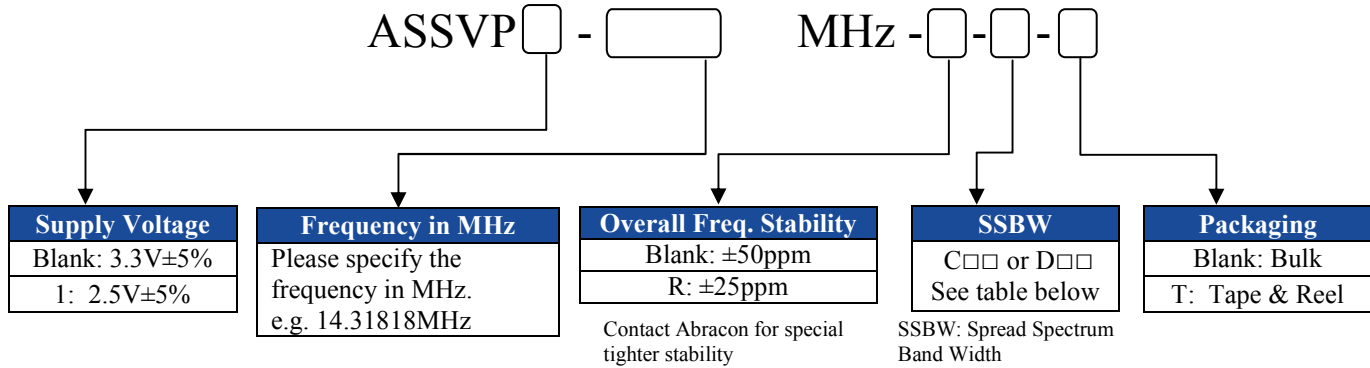 ASSVP□ - □ MHz -□-□-□
Supply Voltage
Blank: 3.3V±5%
1: 2.5V±5%
Frequency in MHz
Please specify the
frequency in MHz.
e.g. 14.31818MHz
Overall Freq. Stability
Blank: ±50ppm
R: ±25ppm
Contact Abracon for special
tighter stability
SSBW
C□□ or D□□
See table below
SSBW: Spread Spectrum
Band Width
Packaging
Blank: Bulk
T: Tape & Reel